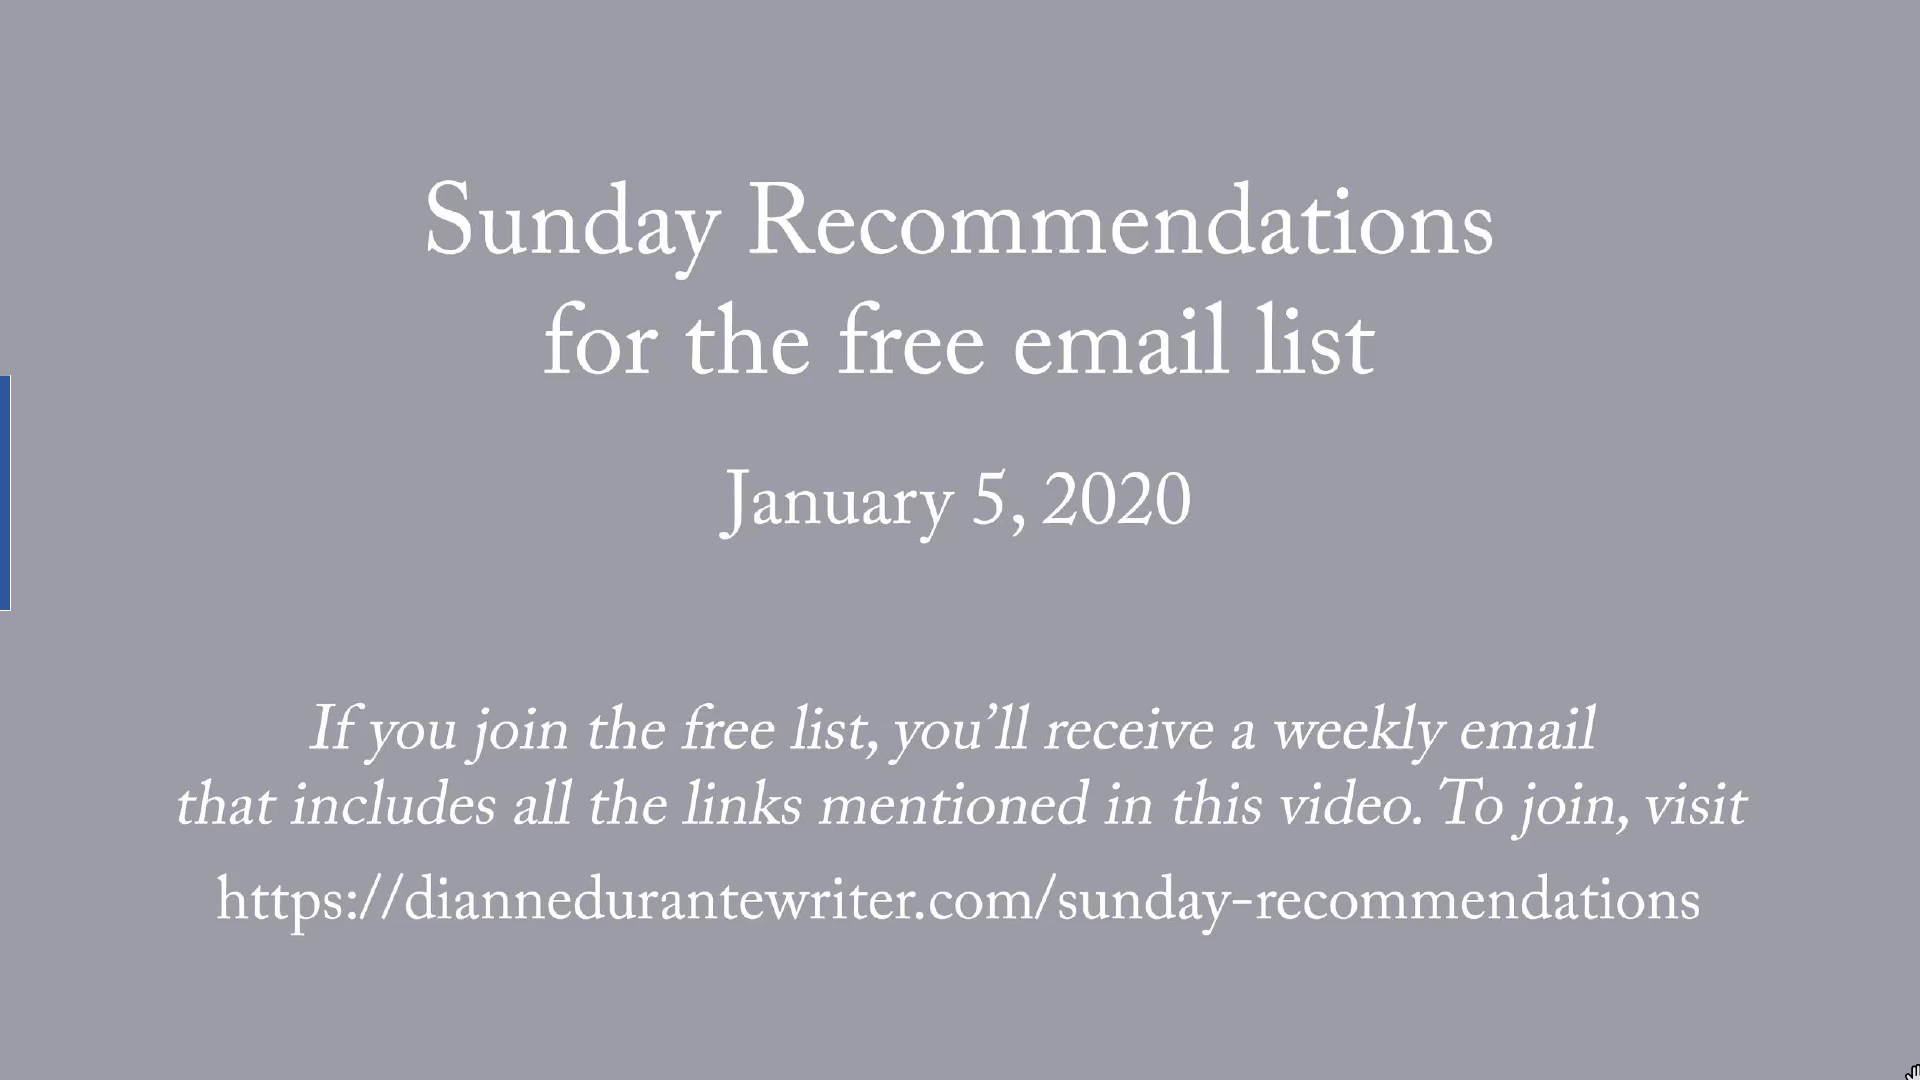 Sunday Recommendations
for the free email list
January 5, 2020
If you join the free list, you’ll receive a weekly email
that includes all the links mentioned in this video. To join, visit
https://diannedurantewriter.com/sunday-recommendations